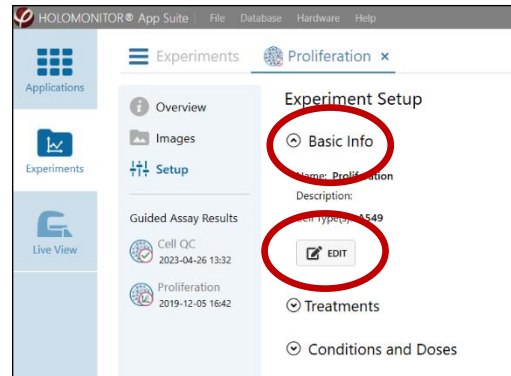 HOLOMONITOR® App Suite File Database Hardware Help
Applications
Experiments
Live View
Experiments Proliferation ×
Overview
Images
Setup
Guided Assay Results
Cell QC
2023-04-26 13:32
Proliferation
2019-12-05 16:42
Experiment Setup
Basic Info
Name: Proliferation
Description:
Cell Type(s): A549
EDIT
Treatments
Conditions and Doses